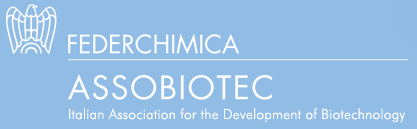 FEDERCHIMICA
ASSOBIOTEC
Italian Association for the Development of Biotechnology